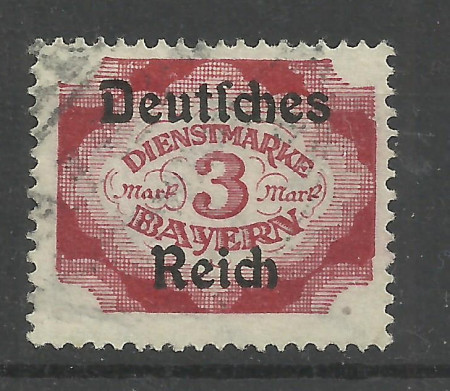 Deutſches
DIENSTMARKE
Mark 3 Mark
BAYERN
Reich